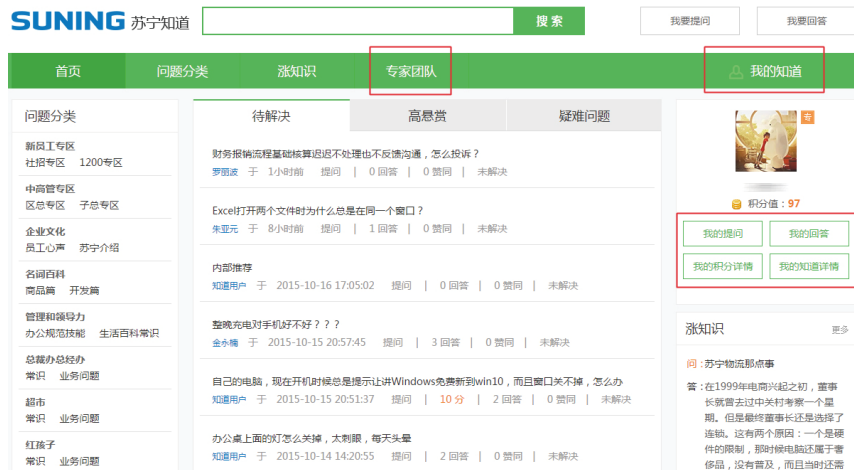 SUNING 苏宁知道
搜 索
我要提问
我要回答
首页 问题分类 涨知识 专家团队 我的知道
问题分类
新员工专区
社招专区 1200专区
中高管专区
区总专区 子总专区
企业文化
员工心声 苏宁介绍
名词百科
商品篇 开发篇
管理和领导力
办公规范技能 生活百科常识
总裁办总经办
常识 业务问题
超市
常识 业务问题
红孩子
常识 业务问题
待解决 高悬赏 疑难问题
财务报销流程基础核算迟迟不处理也不反馈沟通，怎么投诉？
罗丽波 于 1小时前 提问 | 0 回答 | 0 赞同 | 未解决
Excel打开两个文件时为什么总是在同一个窗口？
朱亚元 于 8小时前 提问 | 1 回答 | 0 赞同 | 未解决
内部推荐
知道用户 于 2015-10-16 17:05:02 提问 | 0 回答 | 0 赞同 | 未解决
整晚充电对手机好不好？？？
金永楠 于 2015-10-15 20:57:45 提问 | 3 回答 | 0 赞同 | 未解决
自己的电脑，现在开机时候总是提示让讲Windows免费新到win10，而且窗口关不掉，怎么办
知道用户 于 2015-10-15 20:51:37 提问 | 10 分 | 2 回答 | 0 赞同 | 未解决
办公桌上面的灯怎么关掉，太刺眼，每天头晕
知道用户 于 2015-10-14 14:20:55 提问 | 2 回答 | 0 赞同 | 未解决
专
积分值：97
我的提问 我的回答
我的积分详情 我的知道详情
涨知识 更多
问：苏宁物流那点事
答：在1999年电商兴起之初，董事
长就曾去过中关村考察一个星
期。但是最终董事长还是选择了
连锁。这有两个原因：一个是硬
件的限制，那时候电脑还属于奢
侈品，没有普及，而且当时还需